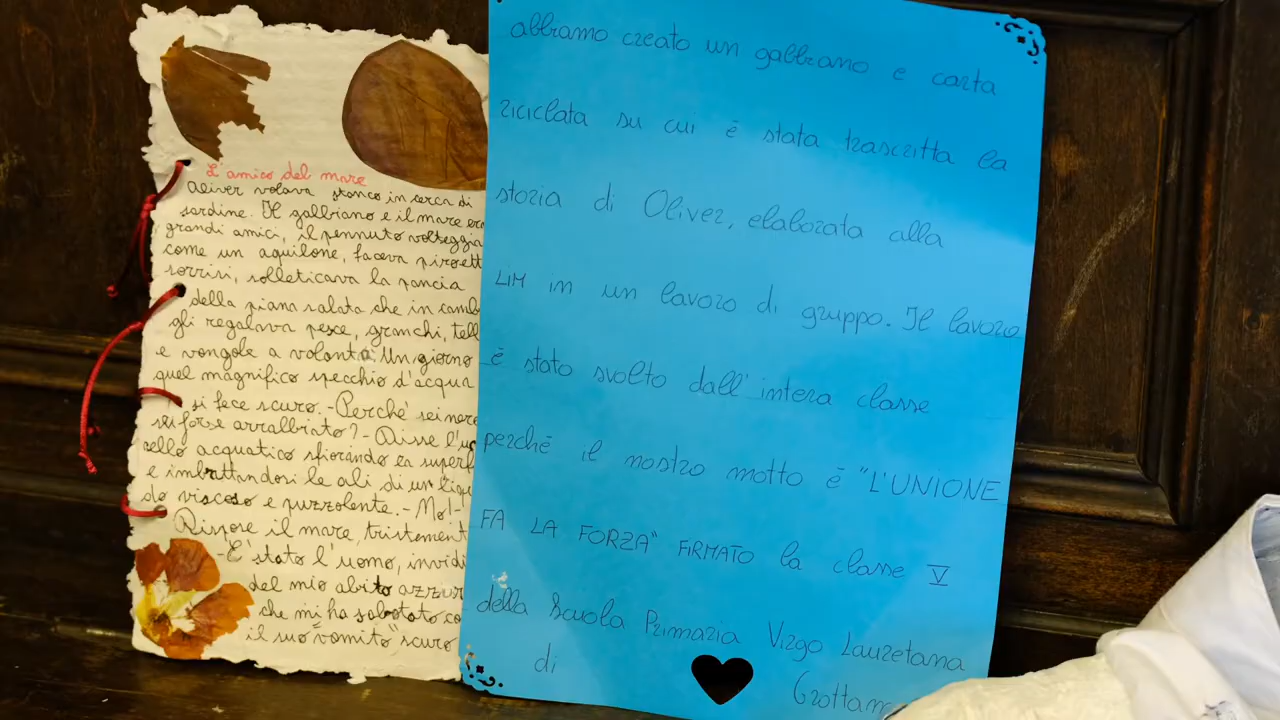 L'amico del mare
Oliver volava stanco in cerca di
sardine. Il gabbiano e il mare er
grandi amici, il pennuto volteggia
come un aquilone, faceva piroett
sorrisi, solleticava la pancia
della piana salata che in camb
gli regalava pesce, granchi, tell
e vongole a volontà. Un giorno
quel magnifico specchio d'acqua
si fece scuro. -Perché sei nero
sei forse arrabbiato?- Disse l'uc
cello acquatico sfiorando la superf
e imbrattandosi le ali di un liqui
do viscoso e puzzolente. - No!-
Rispose il mare, tristement
- E' stato l'uomo, invidi
del mio abito azzur
che mi ha sabotato co
il suo "vomito" scuro
abbiamo creato un gabbiano e carta
riciclata su cui è stata trascritta la
storia di Oliver, elaborata alla
LIM in un lavoro di gruppo. Il lavoro
è stato svolto dall'intera classe
perché il nostro motto è "L'UNIONE
FA LA FORZA" FIRMATO la classe V
della Scuola Primaria Virgo Lauretana
di Grottam